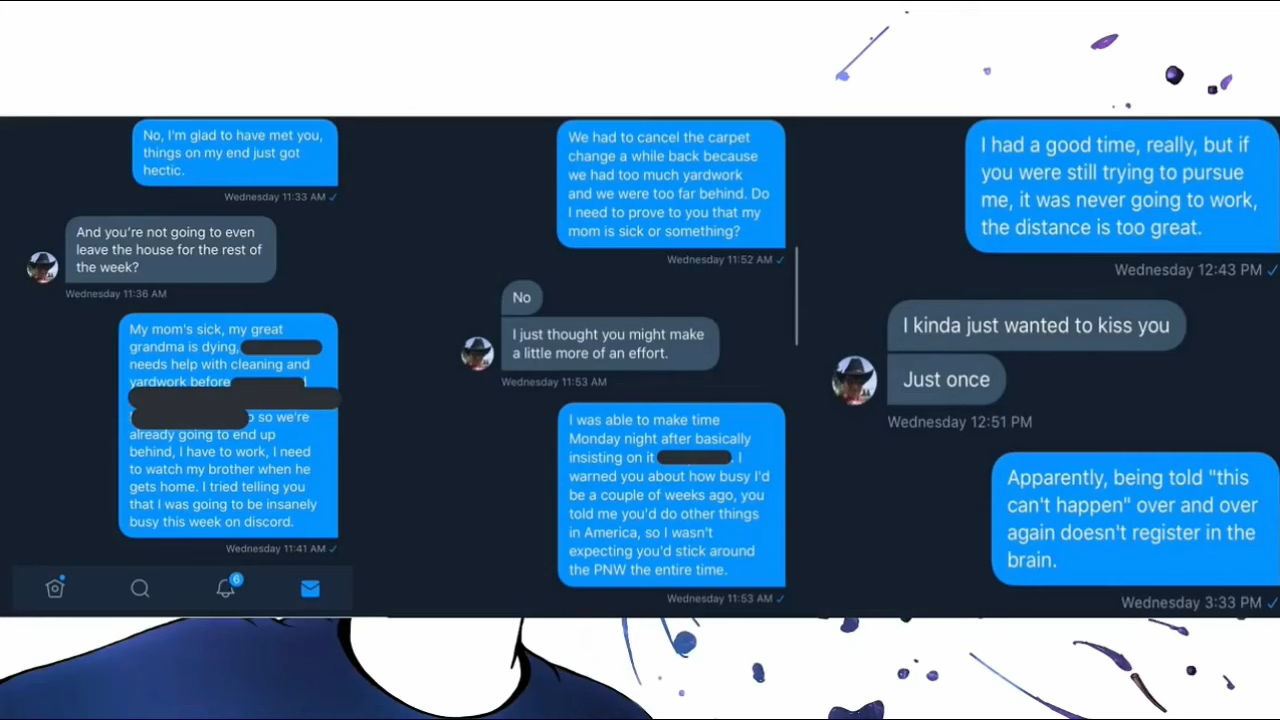 No, I'm glad to have met you,
things on my end just got
hectic.
Wednesday 11:33 AM ✓
And you're not going to even
leave the house for the rest of
the week?
Wednesday 11:36 AM
My mom's sick, my great
grandma is dying,
needs help with cleaning and
yardwork before
so we're
already going to end up
behind, I have to work, I need
to watch my brother when he
gets home. I tried telling you
that I was going to be insanely
busy this week on discord.
Wednesday 11:41 AM ✓
6
We had to cancel the carpet
change a while back because
we had too much yardwork
and we were too far behind. Do
I need to prove to you that my
mom is sick or something?
Wednesday 11:52 AM ✓
No
I just thought you might make
a little more of an effort.
Wednesday 11:53 AM
I was able to make time
Monday night after basically
insisting on it . I
warned you about how busy I'd
be a couple of weeks ago, you
told me you'd do other things
in America, so I wasn't
expecting you'd stick around
the PNW the entire time.
Wednesday 11:53 AM ✓
I had a good time, really, but if
you were still trying to pursue
me, it was never going to work,
the distance is too great.
Wednesday 12:43 PM ✓
I kinda just wanted to kiss you
Just once
Wednesday 12:51 PM
Apparently, being told "this
can't happen" over and over
again doesn't register in the
brain.
Wednesday 3:33 PM ✓